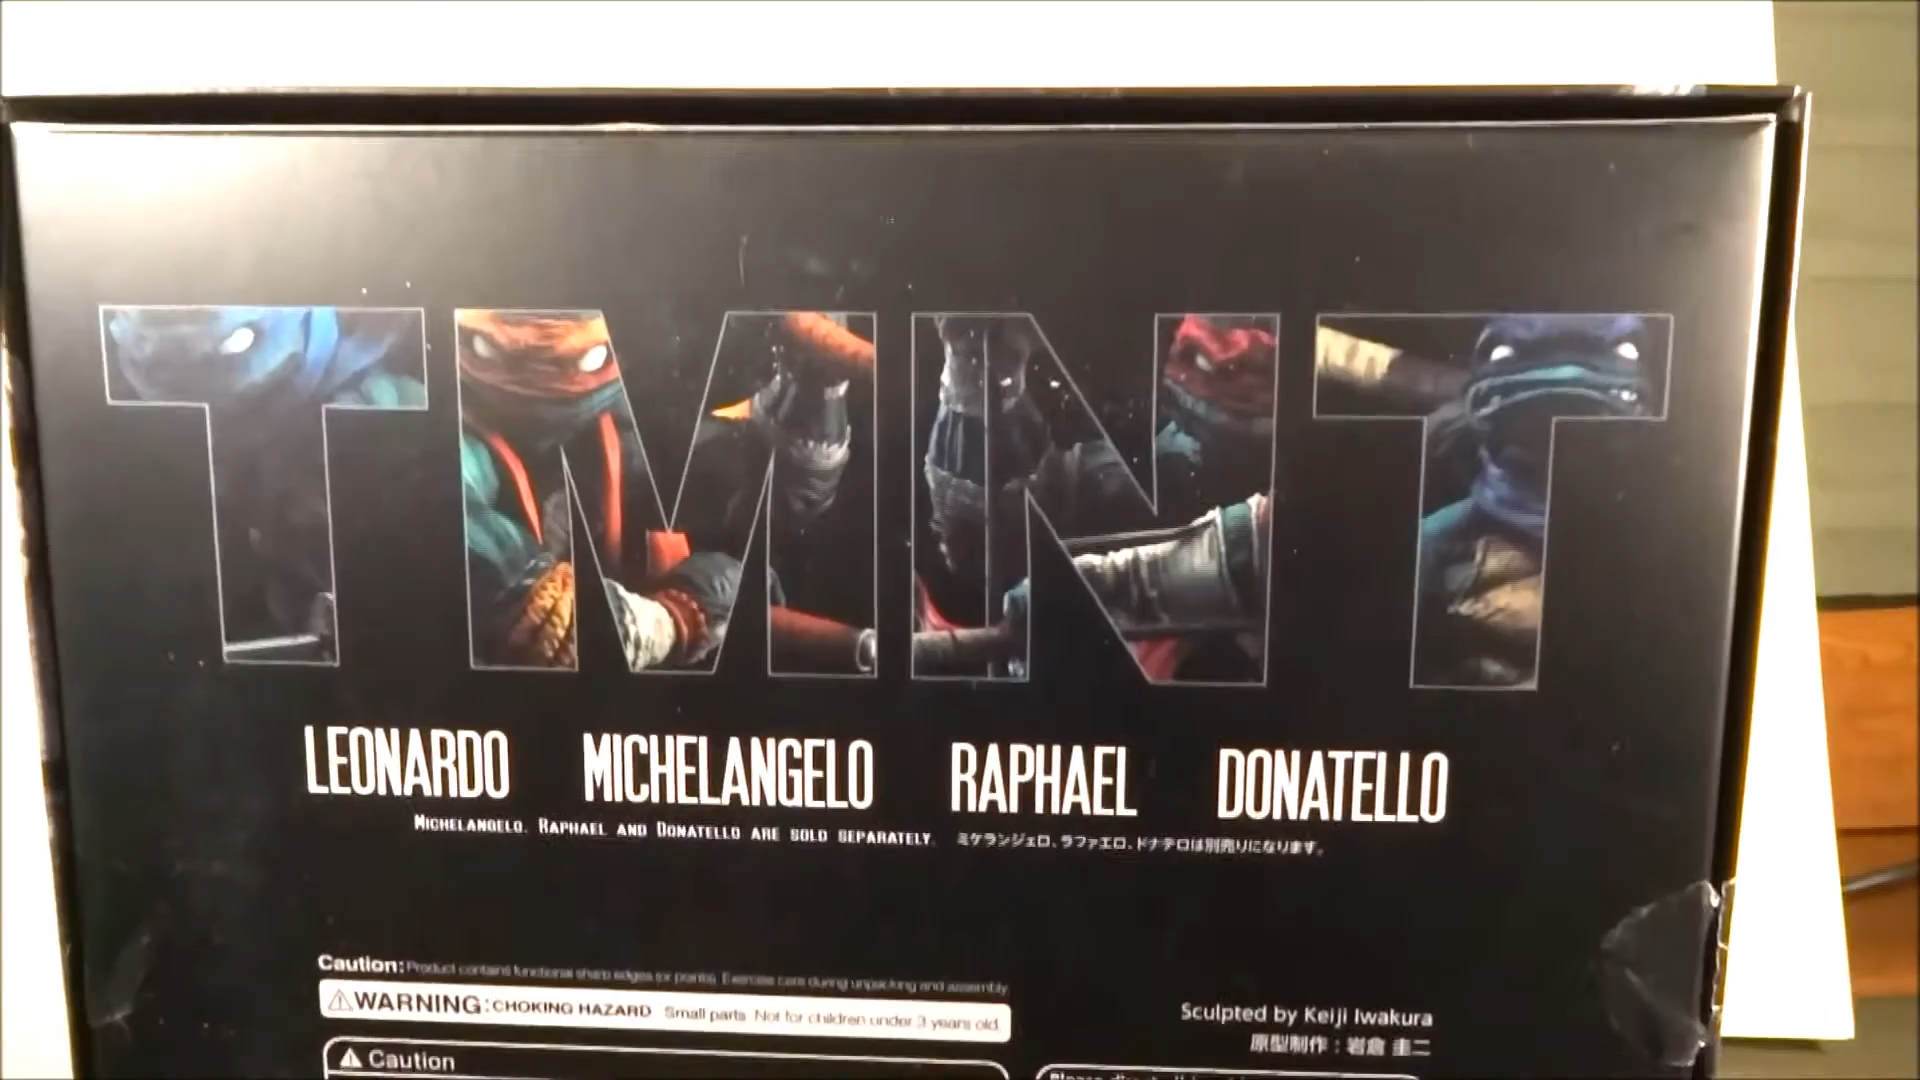 TMNT
LEONARDO MICHELANGELO RAPHAEL DONATELLO
MICHELANGELO, RAPHAEL AND DONATELLO ARE SOLD SEPARATELY. ミケランジェロ、ラファエロ、ドナテロは別売りになります。
Caution: Product contains functional sharp edges (or points). Exercise care during unpacking and assembly.
⚠WARNING: CHOKING HAZARD Small parts. Not for children under 3 years old.
Sculpted by Keiji Iwakura
原型制作：岩倉 圭二
⚠ Caution